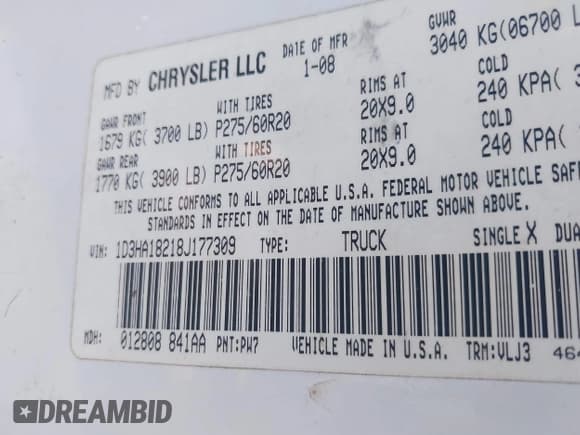 MFD BY CHRYSLER LLC
DATE OF MFR
1-08
GVWR
3040 KG(06700 L
GAWR FRONT
1679 KG( 3700 LB)
WITH TIRES
P275/60R20
RIMS AT
20X9.0
COLD
240 KPA( 3
GAWR REAR
1770 KG( 3900 LB)
WITH TIRES
P275/60R20
RIMS AT
20X9.0
COLD
240 KPA(
THIS VEHICLE CONFORMS TO ALL APPLICABLE U.S.A. FEDERAL MOTOR VEHICLE SAF
STANDARDS IN EFFECT ON THE DATE OF MANUFACTURE SHOWN ABOVE.
VIN: 1D3HA18218J177309 TYPE: TRUCK SINGLE X DUA
MDH: 012808 841AA PNT:PW7 VEHICLE MADE IN U.S.A. TRM:VLJ3 464
DREAMBID